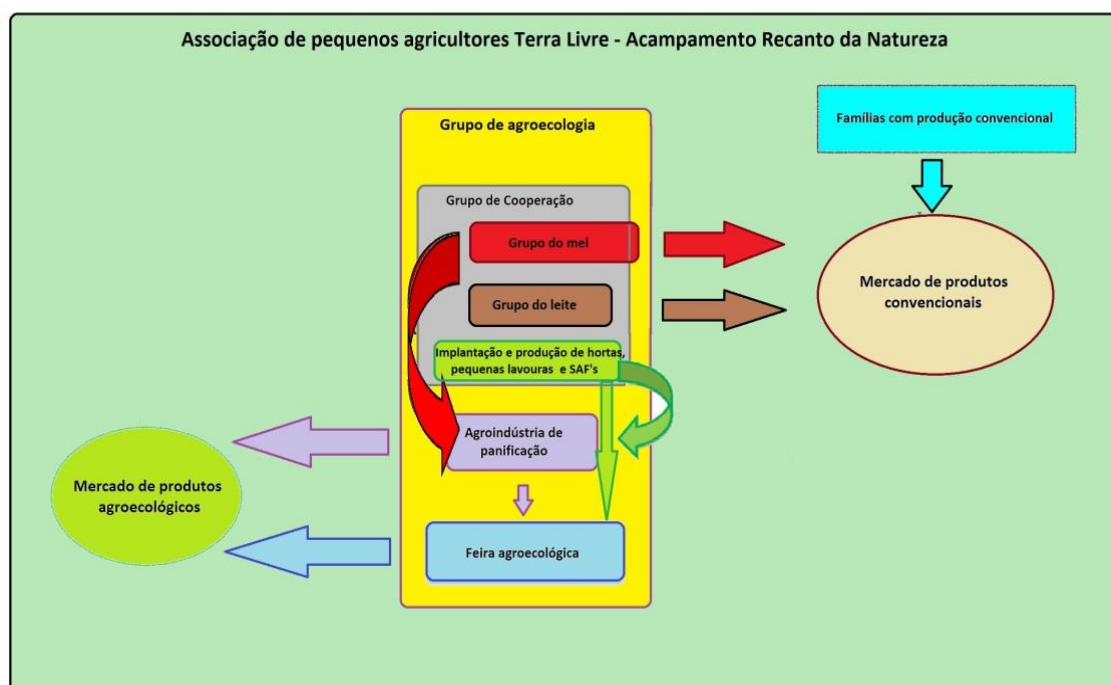 Associação de pequenos agricultores Terra Livre - Acampamento Recanto da Natureza
Grupo de agroecologia
Famílias com produção convencional
Grupo de Cooperação
Grupo do mel
Mercado de produtos
convencionais
Grupo do leite
Implantação e produção de hortas,
pequenas lavouras e SAF's
Agroindústria de
panificação
Mercado de produtos
agroecológicos
Feira agroecológica